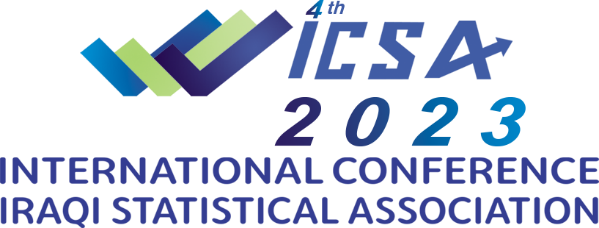 4th
ICSA
2023
INTERNATIONAL CONFERENCE
IRAQI STATISTICAL ASSOCIATION